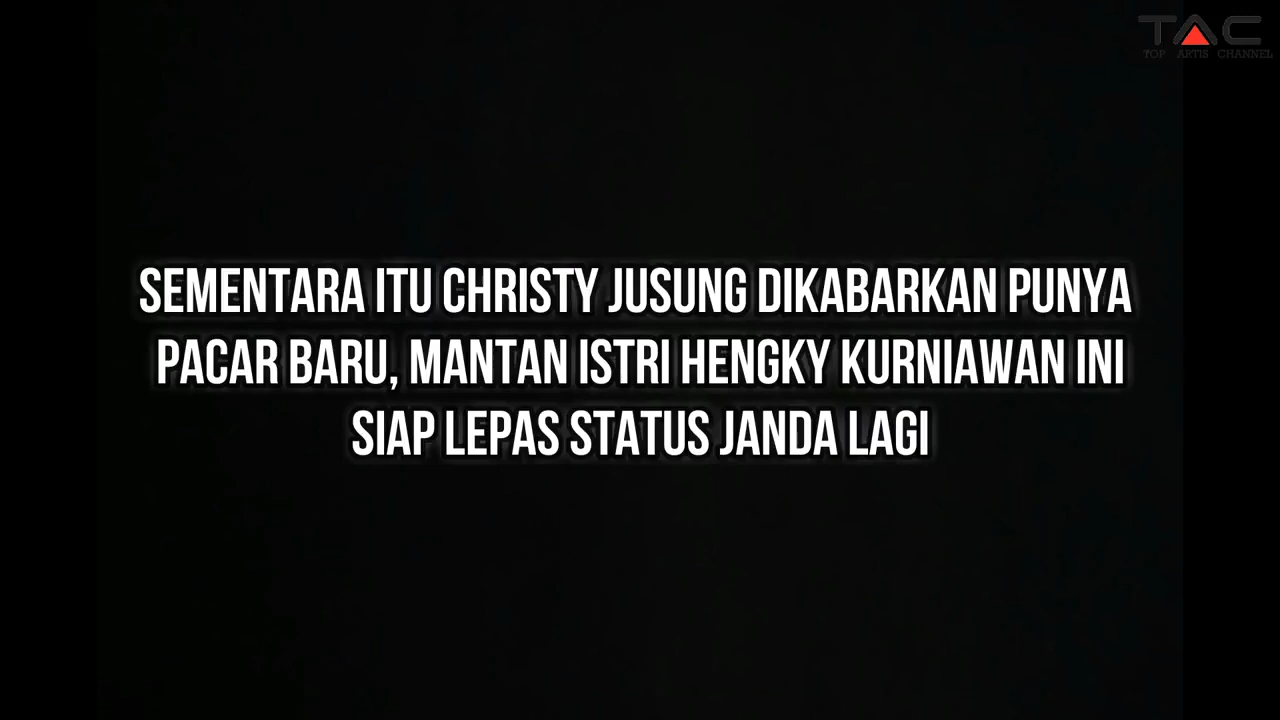 TAC
TOP ARTIS CHANNEL
SEMENTARA ITU CHRISTY JUSUNG DIKABARKAN PUNYA
PACAR BARU, MANTAN ISTRI HENGKY KURNIAWAN INI
SIAP LEPAS STATUS JANDA LAGI